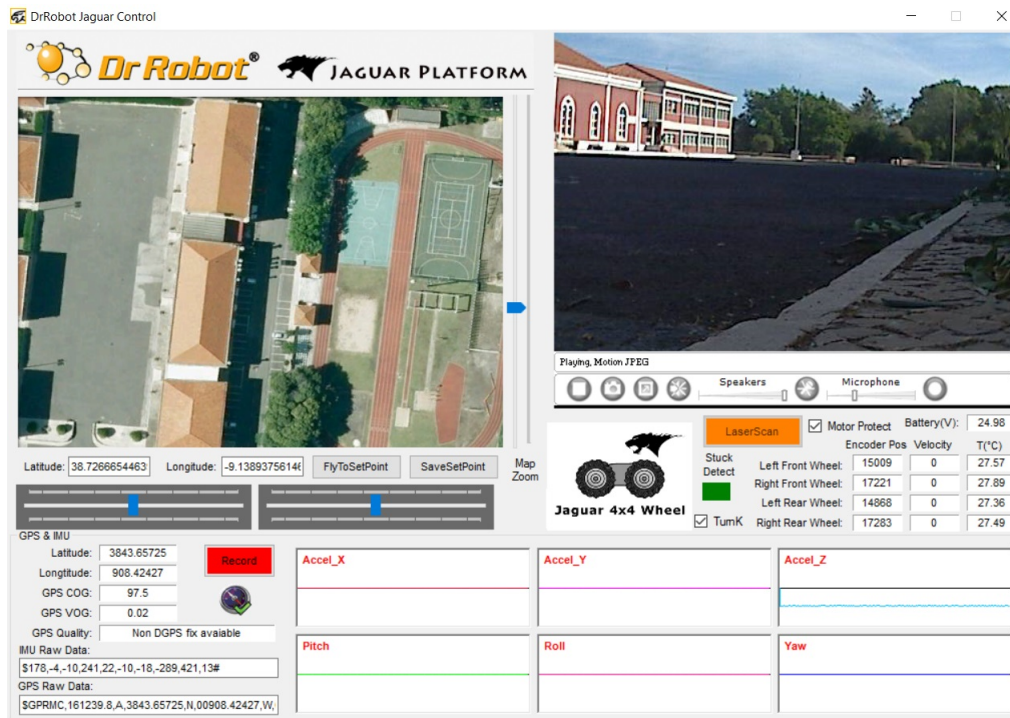 DrRobot Jaguar Control
Dr Robot® JAGUAR PLATFORM
Playing, Motion JPEG
Speakers Microphone
LaserScan Motor Protect Battery(V): 24.98
Encoder Pos Velocity T(°C)
Stuck Detect
Left Front Wheel: 15009 0 27.57
Right Front Wheel: 17221 0 27.89
Left Rear Wheel: 14868 0 27.36
TurnK Right Rear Wheel: 17283 0 27.49
Jaguar 4x4 Wheel
Latitude: 38.7266654463 Longitude: -9.13893756146 FlyToSetPoint SaveSetPoint Map Zoom
GPS & IMU
Latitude: 3843.65725
Longtitude: 908.42427
GPS COG: 97.5
GPS VOG: 0.02
GPS Quality: Non DGPS fix avaiable
Record
IMU Raw Data:
$178,-4,-10,241,22,-10,-18,-289,421,13#
GPS Raw Data:
$GPRMC,161239.8,A,3843.65725,N,00908.42427,W,
Accel_X
Accel_Y
Accel_Z
Pitch
Roll
Yaw